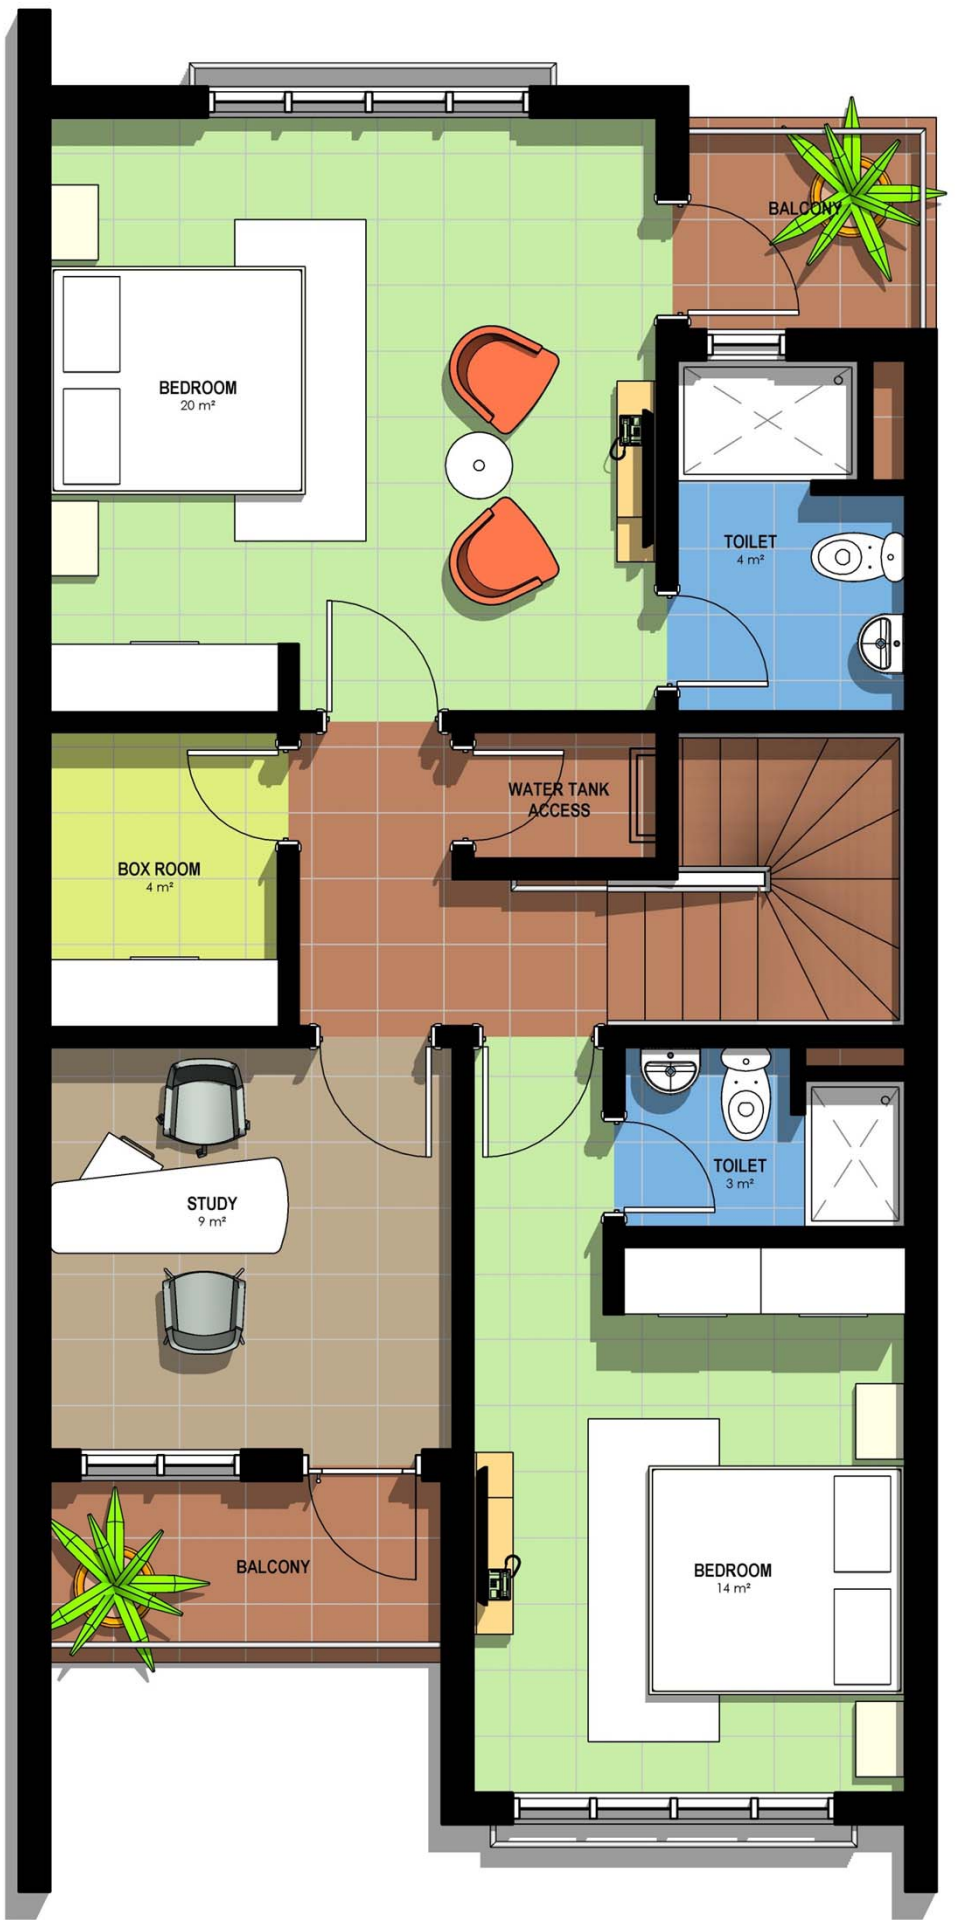 BALCONY
BEDROOM
20 m²
TOILET
4 m²
WATER TANK
ACCESS
BOX ROOM
4 m²
TOILET
3 m²
STUDY
9 m²
BALCONY
BEDROOM
14 m²